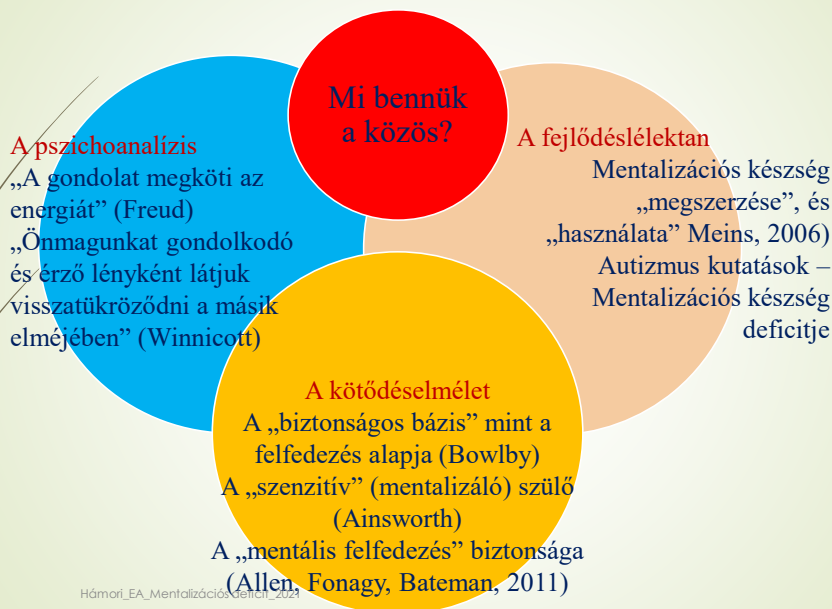 Mi bennük
a közös?
A pszichoanalízis
„A gondolat megköti az
energiát” (Freud)
„Önmagunkat gondolkodó
és érző lényként látjuk
visszatükröződni a másik
elméjében” (Winnicott)
A fejlődéslélektan
Mentalizációs készség
„megszerzése”, és
„használata” Meins, 2006)
Autizmus kutatások –
Mentalizációs készség
deficitje
A kötődéselmélet
A „biztonságos bázis” mint a
felfedezés alapja (Bowlby)
A „szenzitív” (mentalizáló) szülő
(Ainsworth)
A „mentális felfedezés” biztonsága
(Allen, Fonagy, Bateman, 2011)
Hámori_EA_Mentalizációs deficit_2021